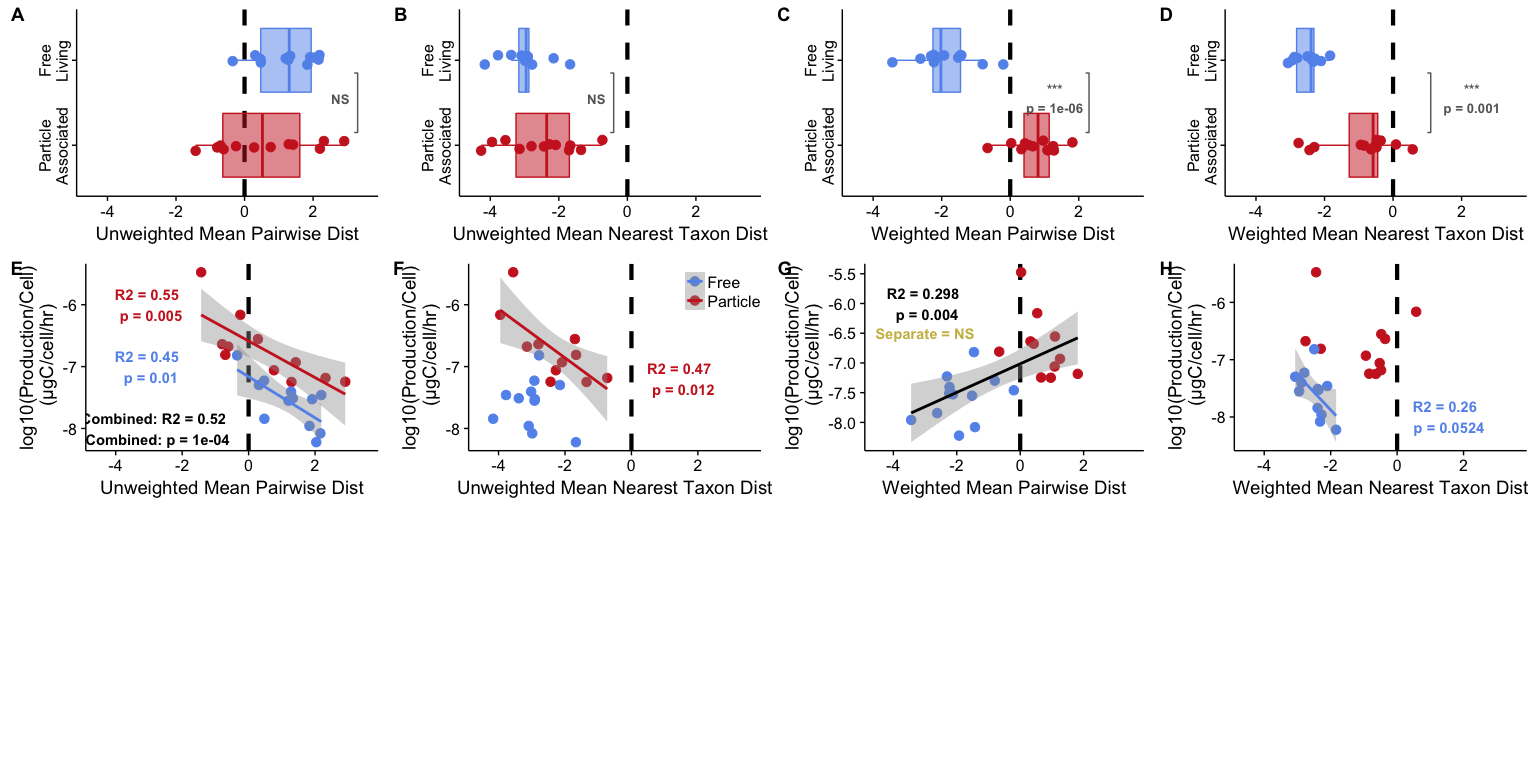 A
Free
Living
Particle
Associated
NS
-4 -2 0 2
Unweighted Mean Pairwise Dist
B
Free
Living
Particle
Associated
NS
-4 -2 0 2
Unweighted Mean Nearest Taxon Dist
C
Free
Living
Particle
Associated
***
p = 1e-06
-4 -2 0 2
Weighted Mean Pairwise Dist
D
Free
Living
Particle
Associated
***
p = 0.001
-4 -2 0 2
Weighted Mean Nearest Taxon Dist
E
log10(Production/Cell)
(µgC/cell/hr)
-6
-7
-8
R2 = 0.55
p = 0.005
R2 = 0.45
p = 0.01
Combined: R2 = 0.52
Combined: p = 1e-04
-4 -2 0 2
Unweighted Mean Pairwise Dist
F
log10(Production/Cell)
(µgC/cell/hr)
-6
-7
-8
Free
Particle
R2 = 0.47
p = 0.012
-4 -2 0 2
Unweighted Mean Nearest Taxon Dist
G
log10(Production/Cell)
(µgC/cell/hr)
-5.5
-6.0
-6.5
-7.0
-7.5
-8.0
R2 = 0.298
p = 0.004
Separate = NS
-4 -2 0 2
Weighted Mean Pairwise Dist
H
log10(Production/Cell)
(µgC/cell/hr)
-6
-7
-8
R2 = 0.26
p = 0.0524
-4 -2 0 2
Weighted Mean Nearest Taxon Dist